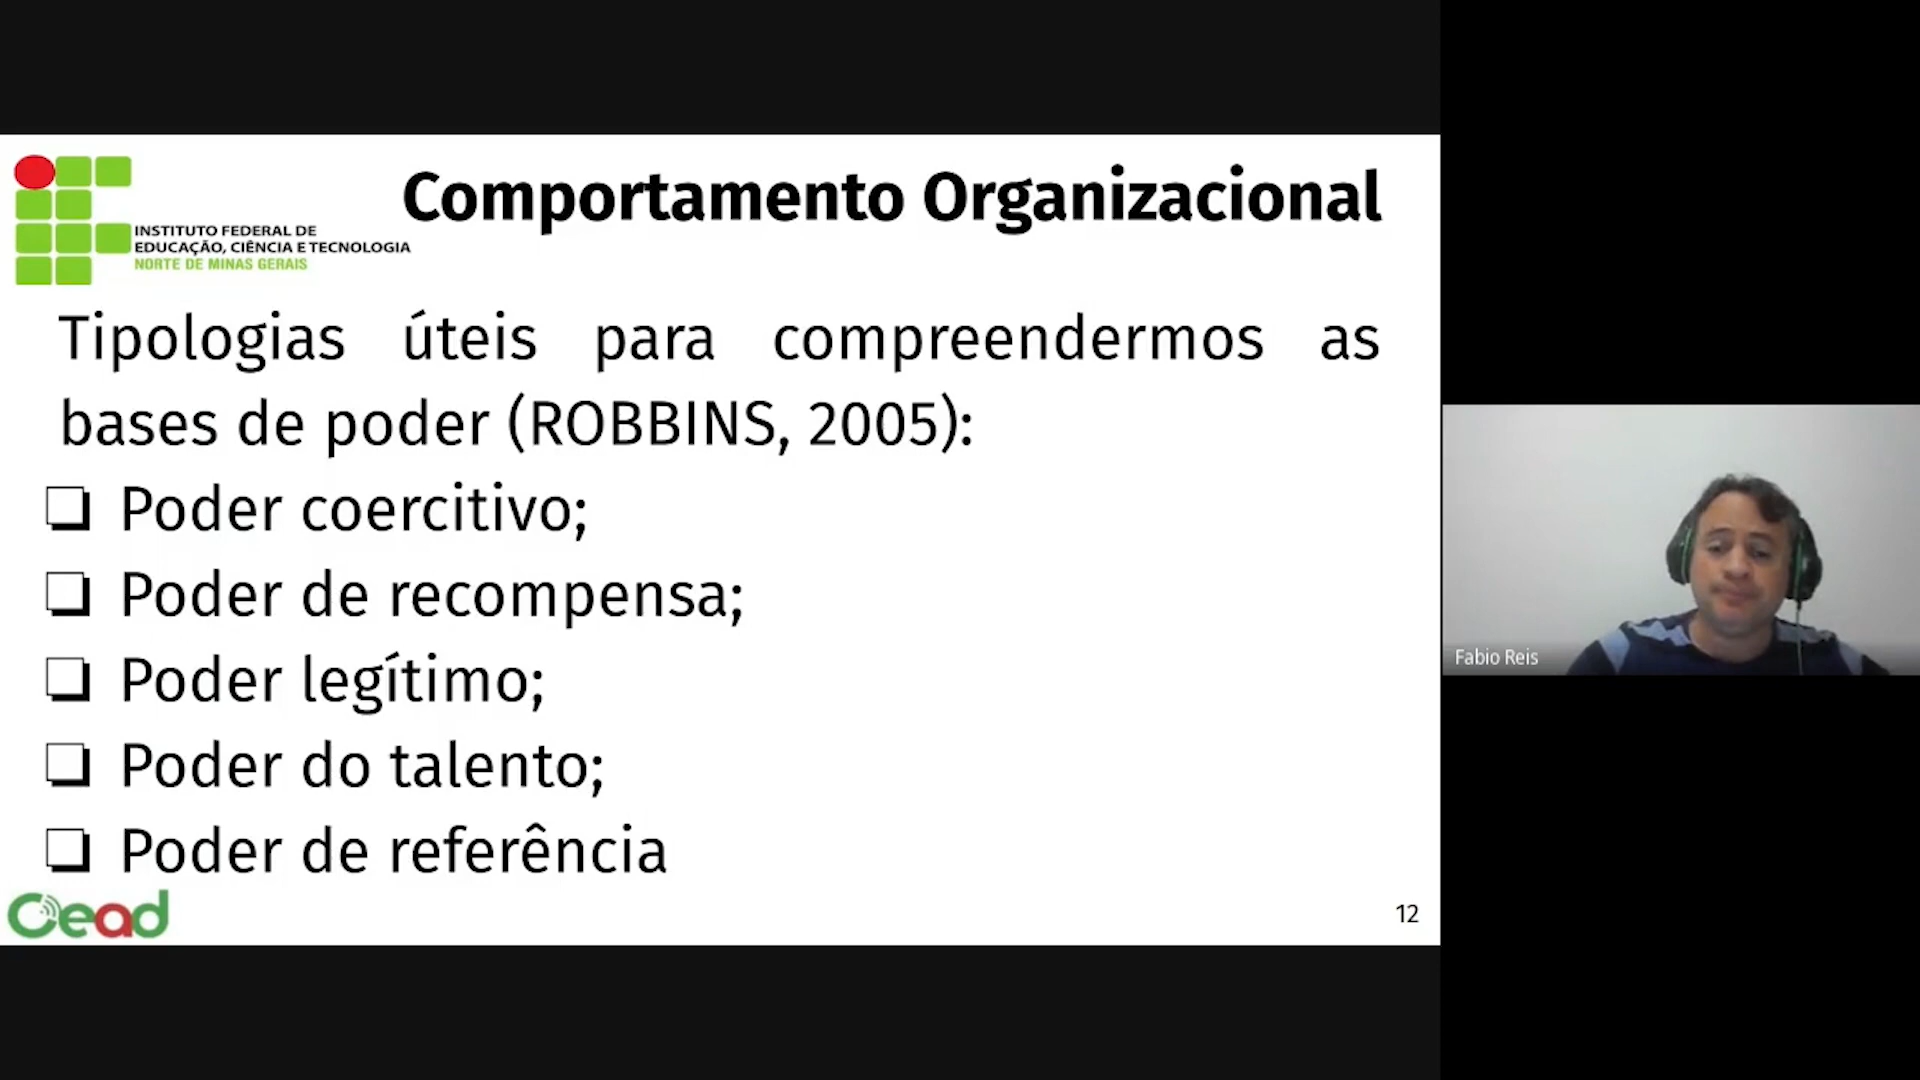 INSTITUTO FEDERAL DE
EDUCAÇÃO, CIÊNCIA E TECNOLOGIA
NORTE DE MINAS GERAIS
Comportamento Organizacional
Tipologias úteis para compreendermos as
bases de poder (ROBBINS, 2005):
❏ Poder coercitivo;
❏ Poder de recompensa;
❏ Poder legítimo;
❏ Poder do talento;
❏ Poder de referência
Cead
12
Fabio Reis